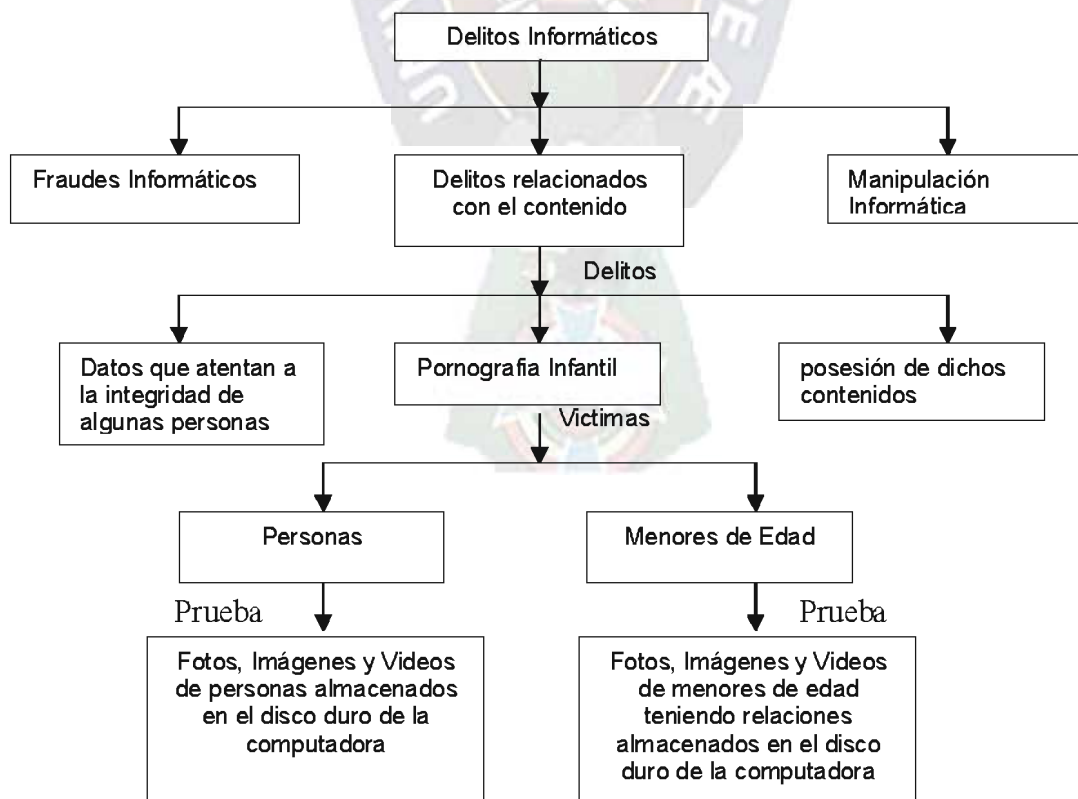 Delitos Informáticos
Fraudes Informáticos
Delitos relacionados
con el contenido
Manipulación
Informática
Delitos
Datos que atentan a
la integridad de
algunas personas
Pornografia Infantil
posesión de dichos
contenidos
Victimas
Personas
Menores de Edad
Prueba
Prueba
Fotos, Imágenes y Videos
de personas almacenados
en el disco duro de la
computadora
Fotos, Imágenes y Videos
de menores de edad
teniendo relaciones
almacenados en el disco
duro de la computadora